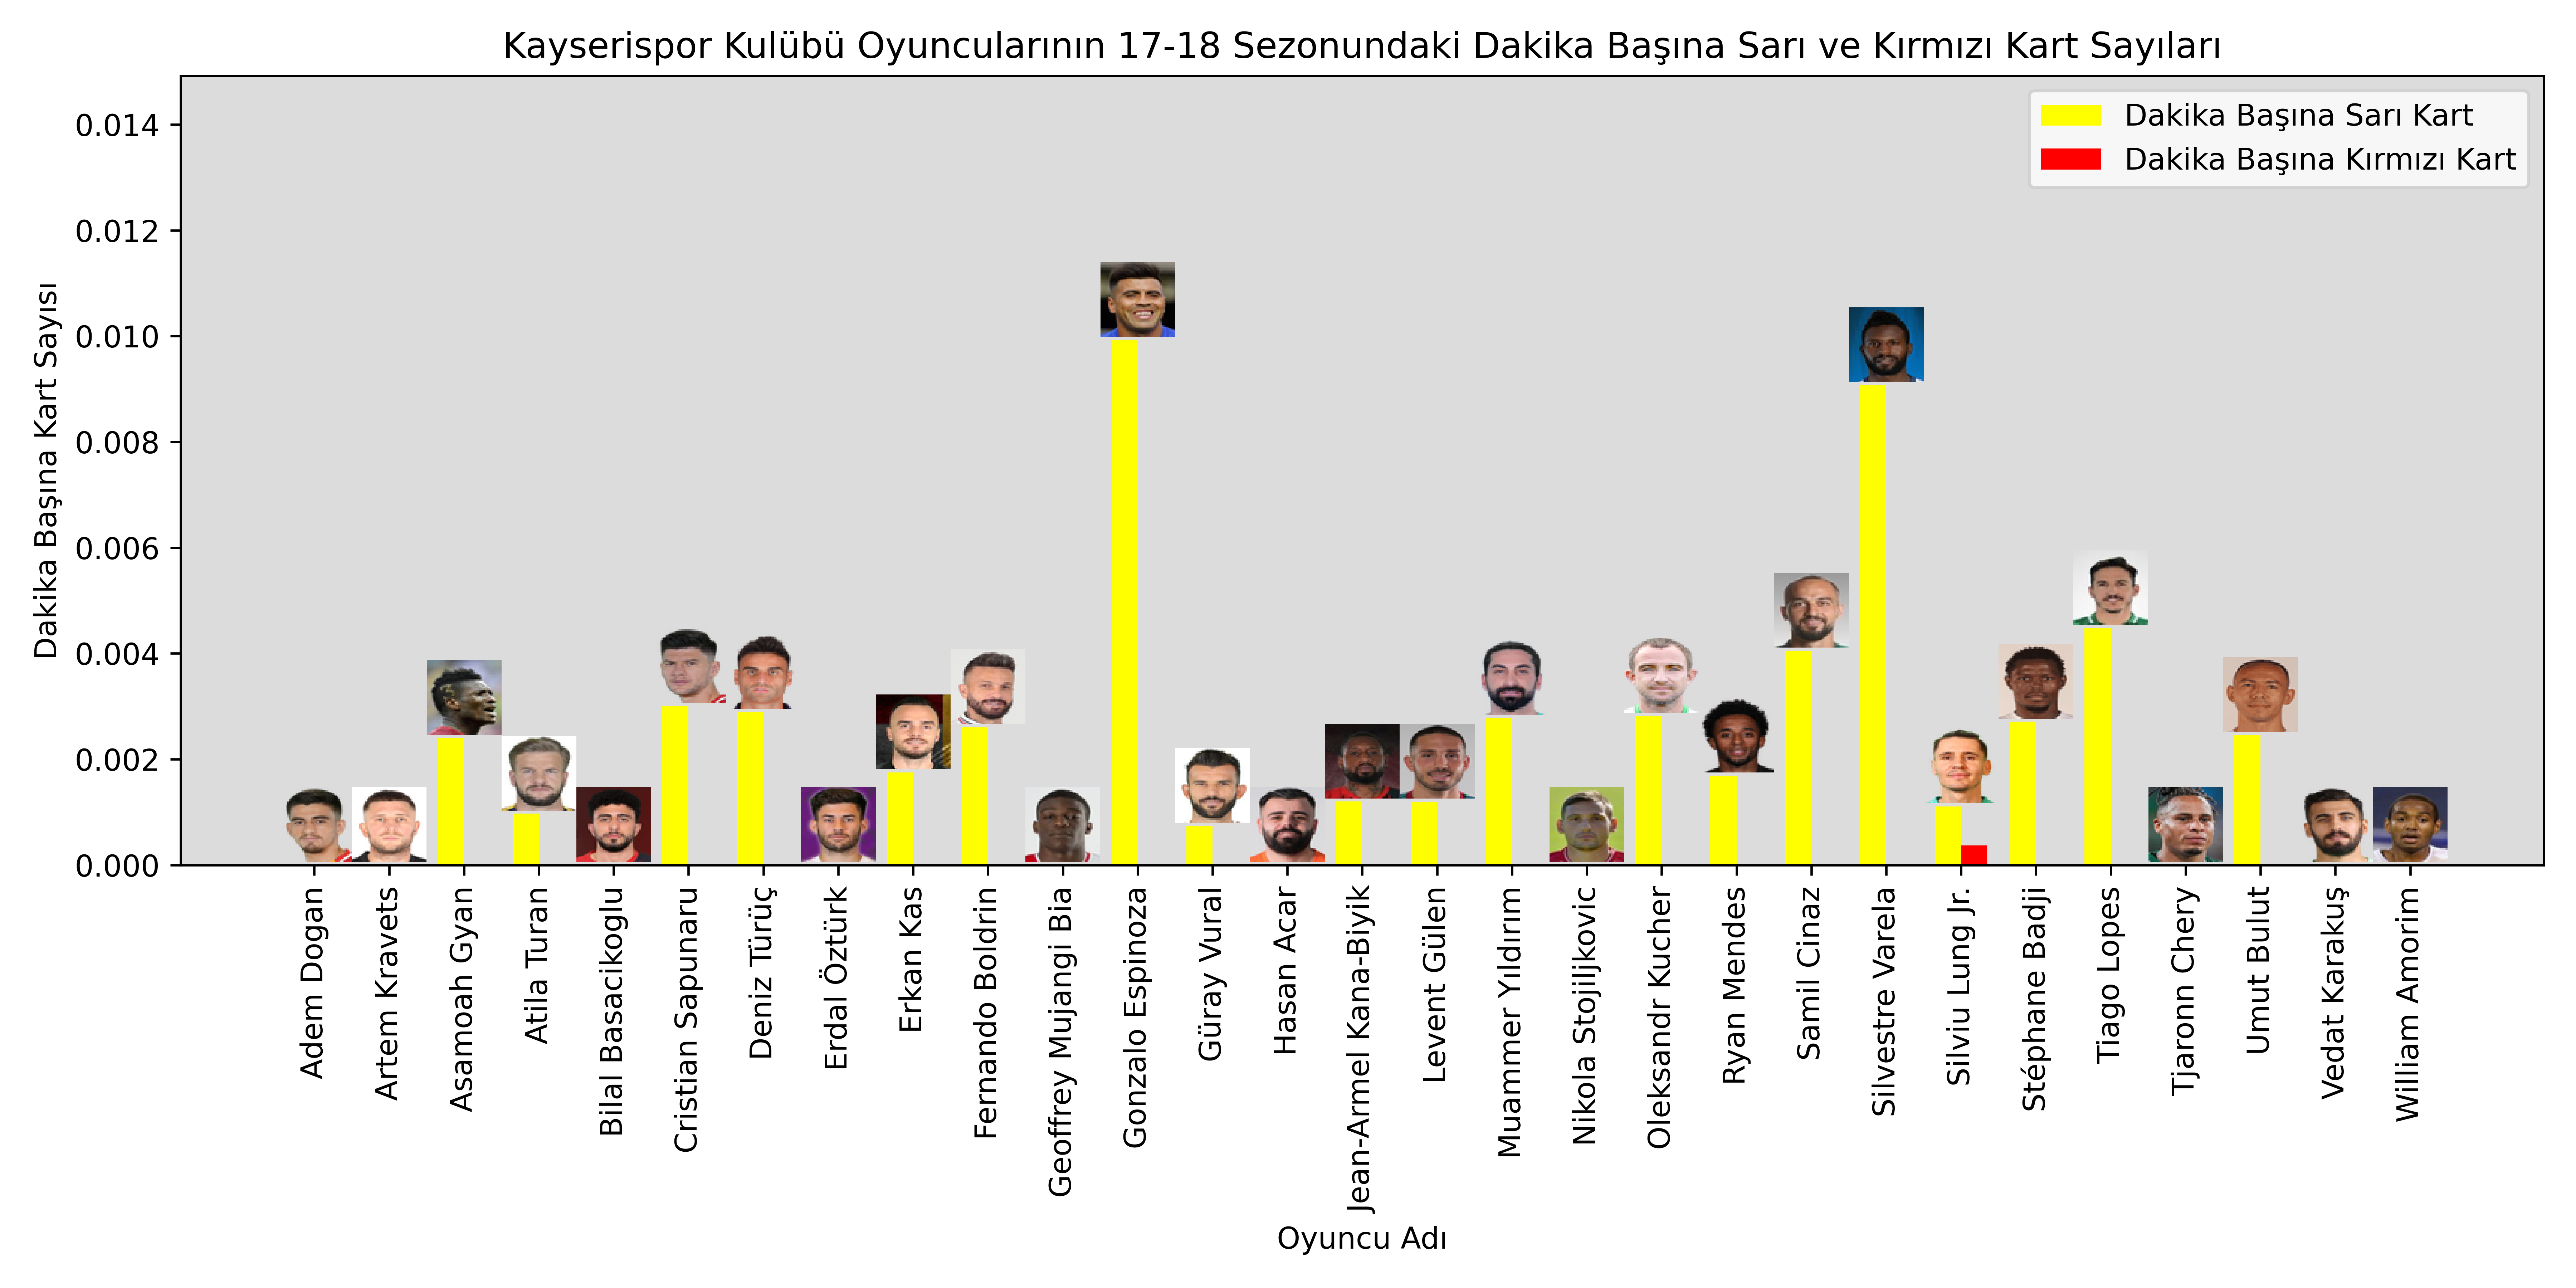 Kayserispor Kulübü Oyuncularının 17-18 Sezonundaki Dakika Başına Sarı ve Kırmızı Kart Sayıları
Dakika Başına Sarı Kart
Dakika Başına Kırmızı Kart
Dakika Başına Kart Sayısı
0.014
0.012
0.010
0.008
0.006
0.004
0.002
0.000
Adem Dogan
Artem Kravets
Asamoah Gyan
Atila Turan
Bilal Basacikoglu
Cristian Sapunaru
Deniz Türüç
Erdal Öztürk
Erkan Kas
Fernando Boldrin
Geoffrey Mujangi Bia
Gonzalo Espinoza
Güray Vural
Hasan Acar
Jean-Armel Kana-Biyik
Levent Gülen
Muammer Yıldırım
Nikola Stojiljkovic
Oleksandr Kucher
Ryan Mendes
Samil Cinaz
Silvestre Varela
Silviu Lung Jr.
Stéphane Badji
Tiago Lopes
Tjaronn Chery
Umut Bulut
Vedat Karakuş
William Amorim
Oyuncu Adı